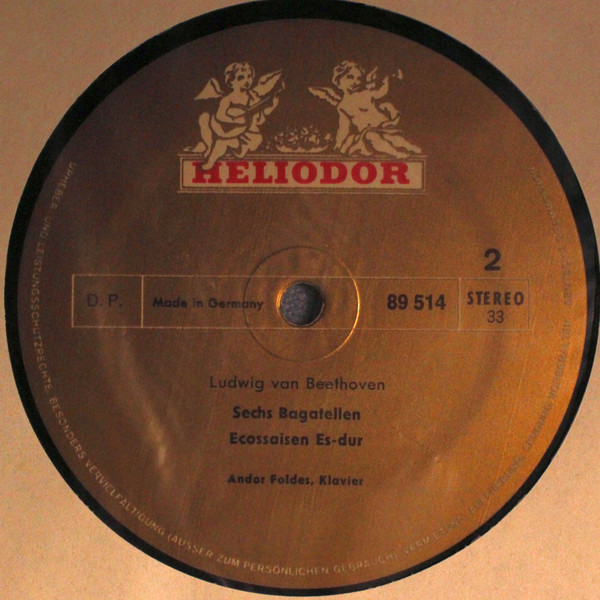 HELIODOR
2
D. P.
Made in Germany
89 514
STEREO
33
Ludwig van Beethoven
Sechs Bagatellen
Ecossaisen Es-dur
Andor Foldes, Klavier
URHEBER- UND LEISTUNGSSCHUTZRECHTE, BESONDERS VERVIELFÄLTIGUNG (AUSSER ZUM PERSÖNLICHEN GEBRAUCH)